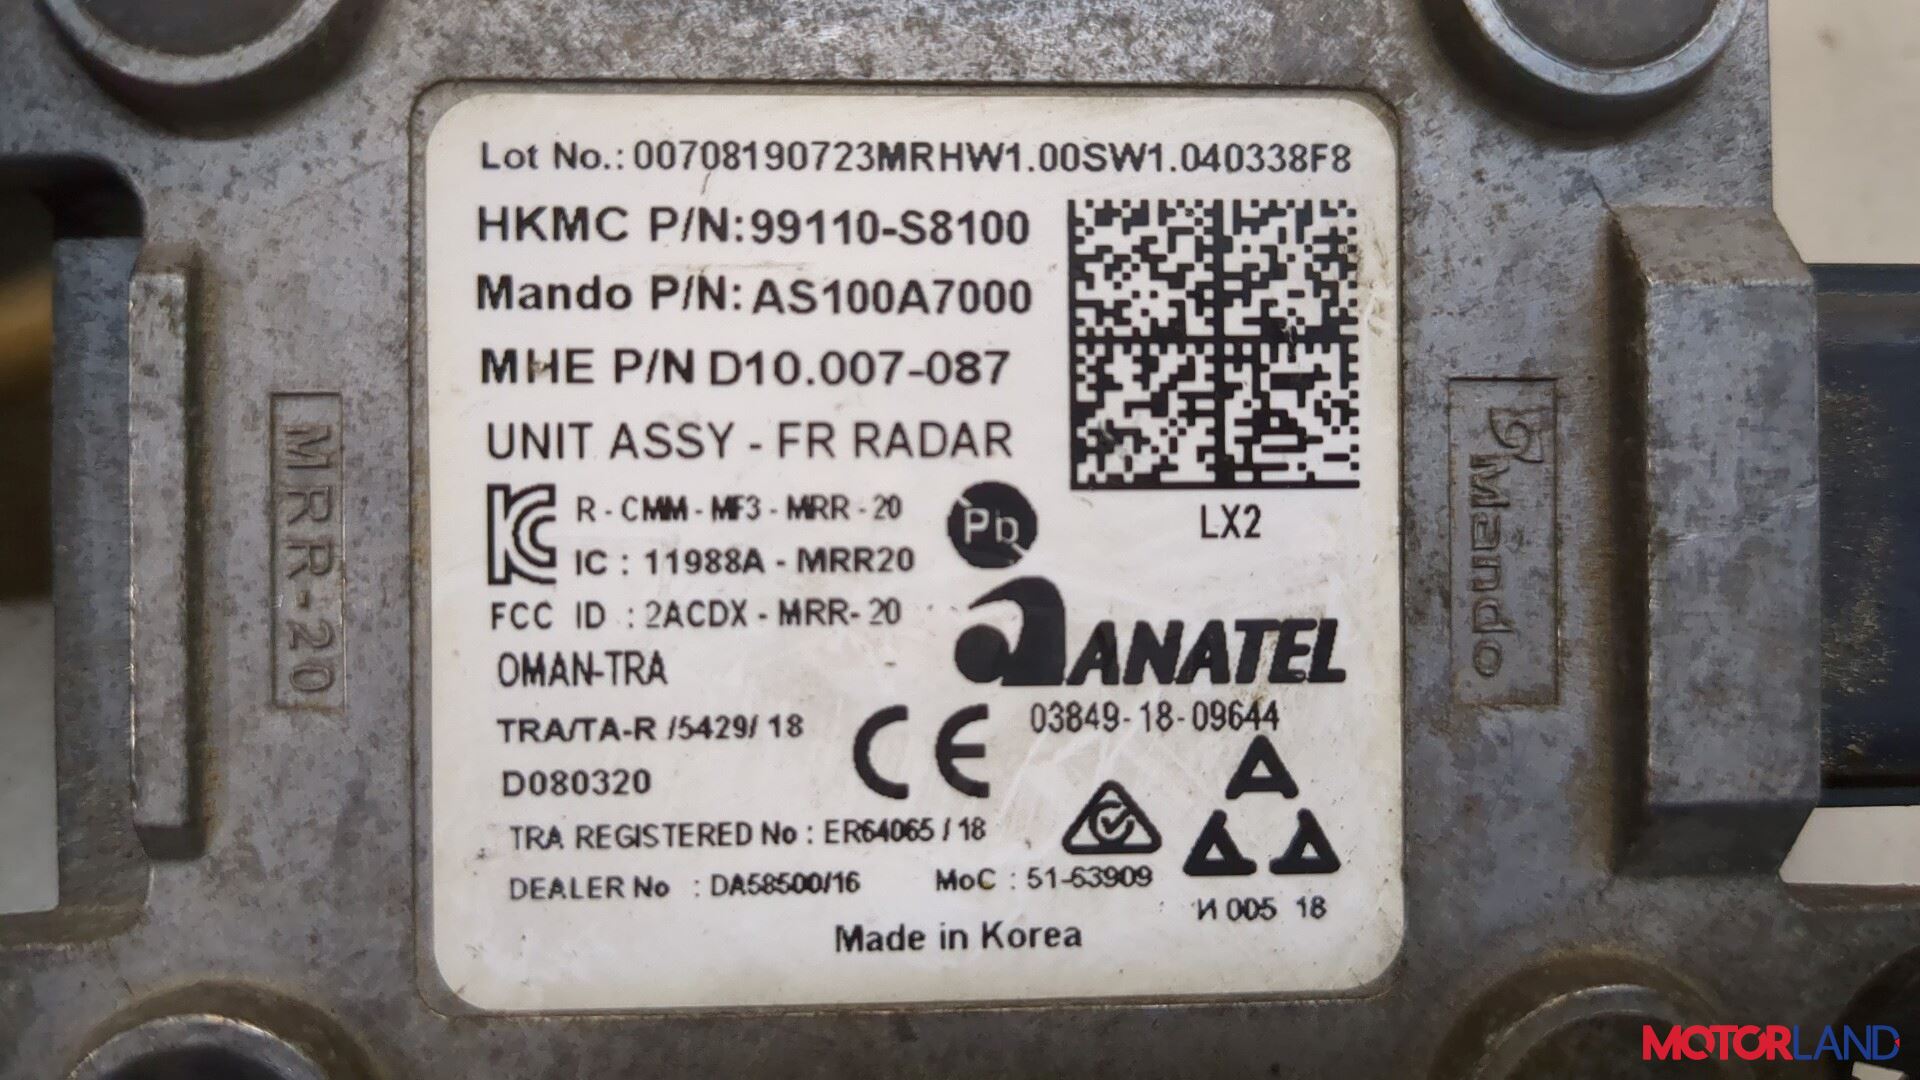 Lot No.: 00708190723MRHW1.00SW1.040338F8
HKMC P/N: 99110-S8100
Mando P/N: AS100A7000
MHE P/N D10.007-087
UNIT ASSY - FR RADAR
LX2
R - CMM - MF3 - MRR - 20
Pb
IC : 11988A - MRR20
FCC ID : 2ACDX - MRR- 20
ANATEL
OMAN-TRA
03849-18-09644
TRA/TA-R /5429/ 18
CE
D080320
TRA REGISTERED No : ER64065 / 18
DEALER No : DA58500/16
MoC : 51-63909
И 005 18
Made in Korea
MRR-20
Mando
MOTORLAND